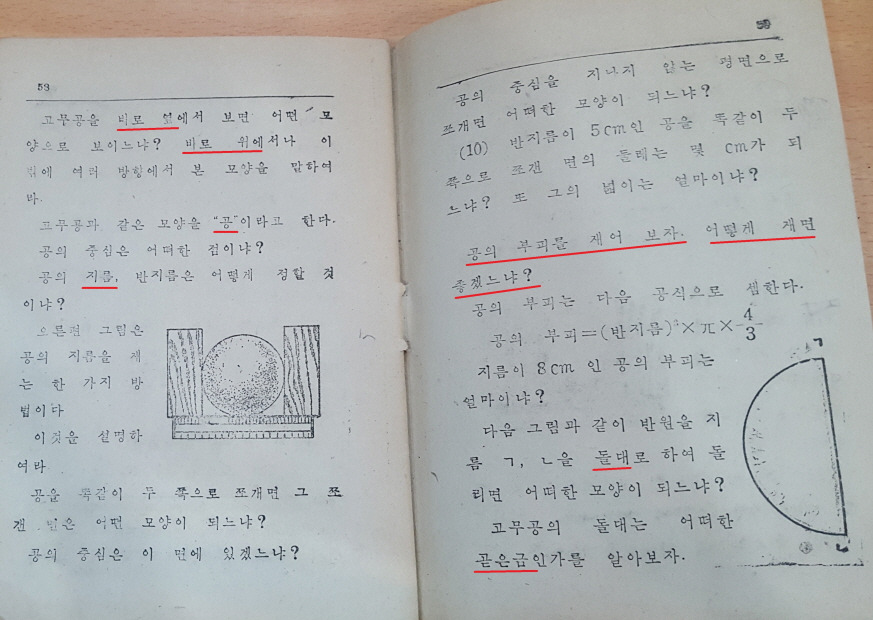 53
고무공을 바로 옆에서 보면 어떤 모
양으로 보이느냐? 바로 위에서나 이
밖에 여러 방향에서 본 모양을 말하여
바.
고무공과 같은 모양을 "공"이라고 한다.
공의 중심은 어떠한 점이냐?
공의 지름, 반지름은 어떻게 정할 것
이냐?
으른편 그림은
공의 지름을 재
는 한 가지 방
법이다
이것을 설명하
여라
공을 똑같이 두 쪽으로 쪼개면 그 쪼
갠 면은 어떤 모양이 되느냐?
공의 중심은 이 면에 있겠느냐?
공의 중심을 지나지 않는 평면으로
쪼개면 어떠한 모양이 되느냐?
(10) 반지름이 5cm인 공을 똑같이 두
쪽으로 쪼갠 면의 둘레는 몇 cm가 되
느냐? 또 그의 넓이는 얼마이냐?
공의 부피를 재어 보자. 어떻게 재면
좋겠느냐?
공의 부피는 다음 공식으로 셈한다.
공의 부피=(반지름)³×π×4/3
지름이 8cm 인 공의 부피는
얼마이냐?
다음 그림과 같이 반원을 지
름 ㄱ, ㄴ을 돌대로 하여 돌
리면 어떠한 모양이 되느냐?
고무공의 돌대는 어떠한
곧은금인가를 알아보자.
ㄱ
ㄴ